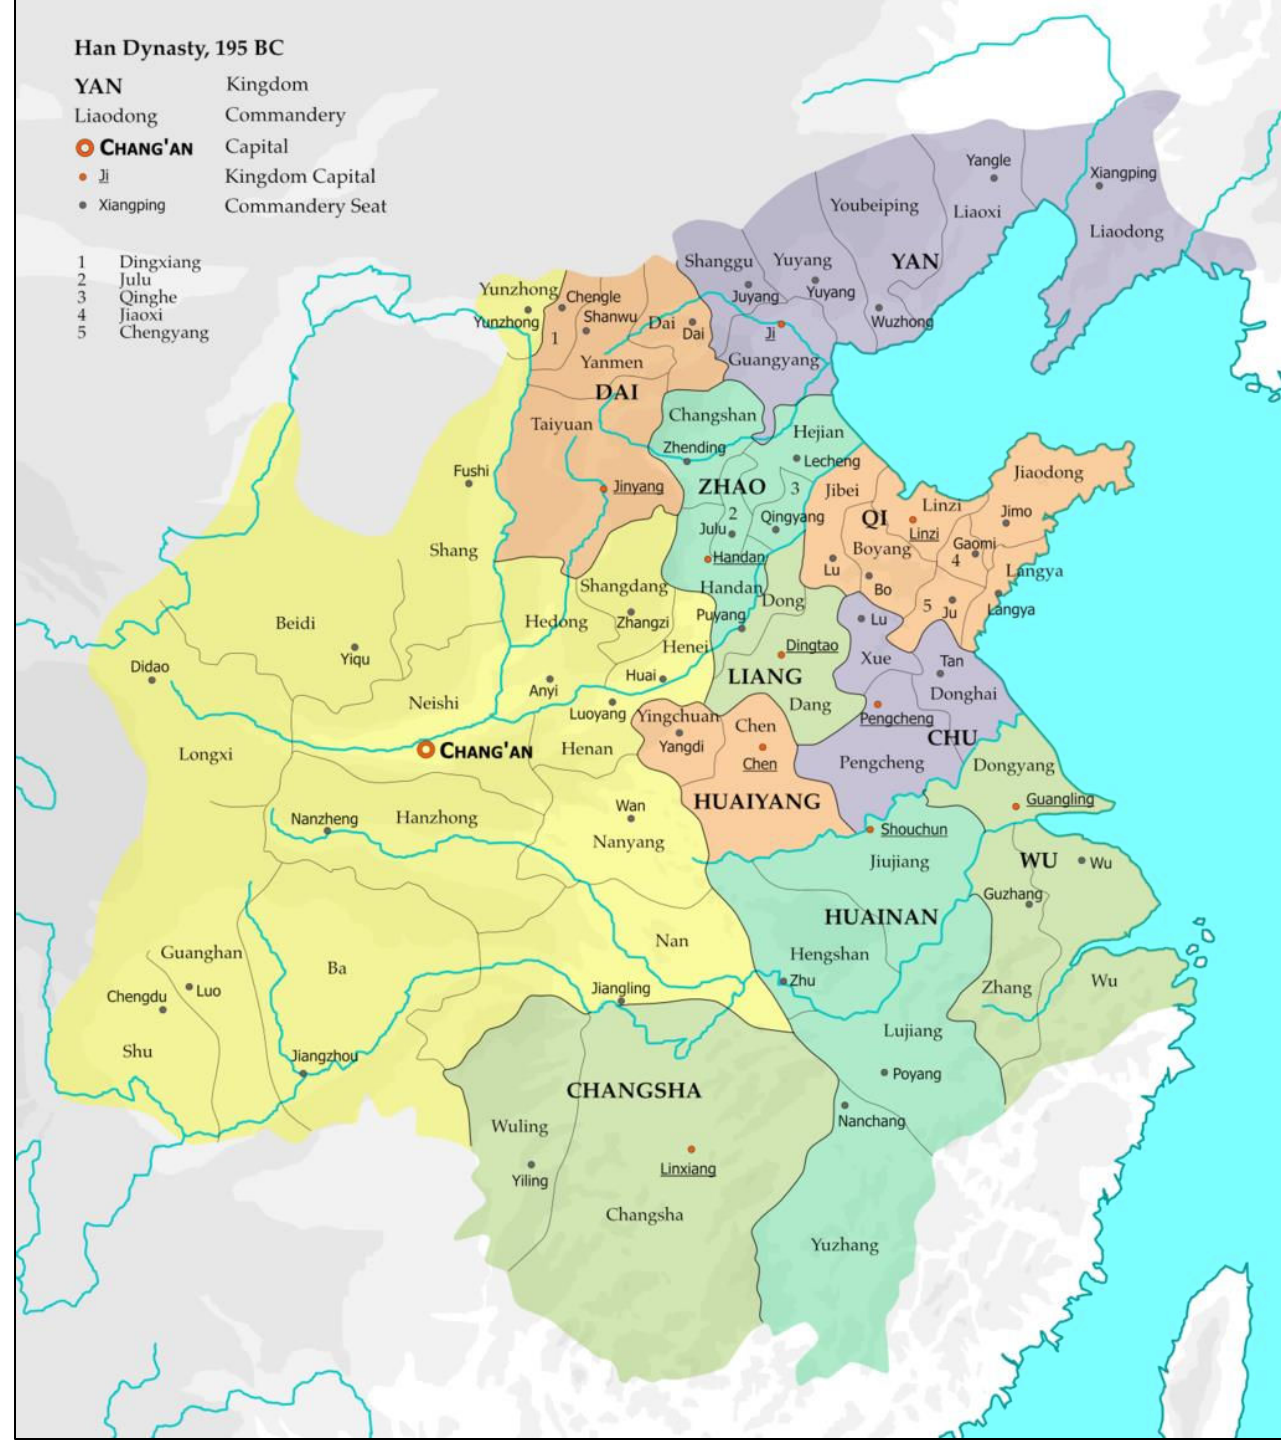 Han Dynasty, 195 BC
YAN Kingdom
Liaodong Commandery
CHANG'AN Capital
Ji Kingdom Capital
Xiangping Commandery Seat
1 Dingxiang
2 Julu
3 Qinghe
4 Jiaoxi
5 Chengyang
Yangle
Xiangping
Youbeiping
Liaoxi
Liaodong
Shanggu
Yuyang
YAN
Juyang
Yuyang
Wuzhong
Ji
Guangyang
Yunzhong
Yunzhong
Chengle
Shanwu
1
Dai
Dai
Yanmen
DAI
Taiyuan
Jinyang
Changshan
Zhending
Hejian
Lecheng
ZHAO
3
2
Julu
Qingyang
Handan
Handan
Jiaodong
Jibei
Linzi
QI
Linzi
Jimo
Boyang
Gaomi
4
Lu
Bo
Langya
5
Ju
Langya
Fushi
Shang
Shangdang
Zhangzi
Hedong
Henei
Puyang
Dong
Dingtao
LIANG
Dang
Lu
Xue
Tan
Donghai
Pengcheng
CHU
Pengcheng
Beidi
Yiqu
Didao
Neishi
Anyi
Huai
Luoyang
CHANG'AN
Henan
Longxi
Yingchuan
Yangdi
Chen
Chen
HUAIYANG
Dongyang
Guangling
Nanzheng
Hanzhong
Wan
Nanyang
Shouchun
Jiujiang
WU
Wu
Guzhang
HUAINAN
Hengshan
Zhu
Zhang
Wu
Nan
Guanghan
Ba
Chengdu
Luo
Jiangling
Shu
Jiangzhou
Lujiang
Poyang
CHANGSHA
Nanchang
Wuling
Yiling
Linxiang
Changsha
Yuzhang